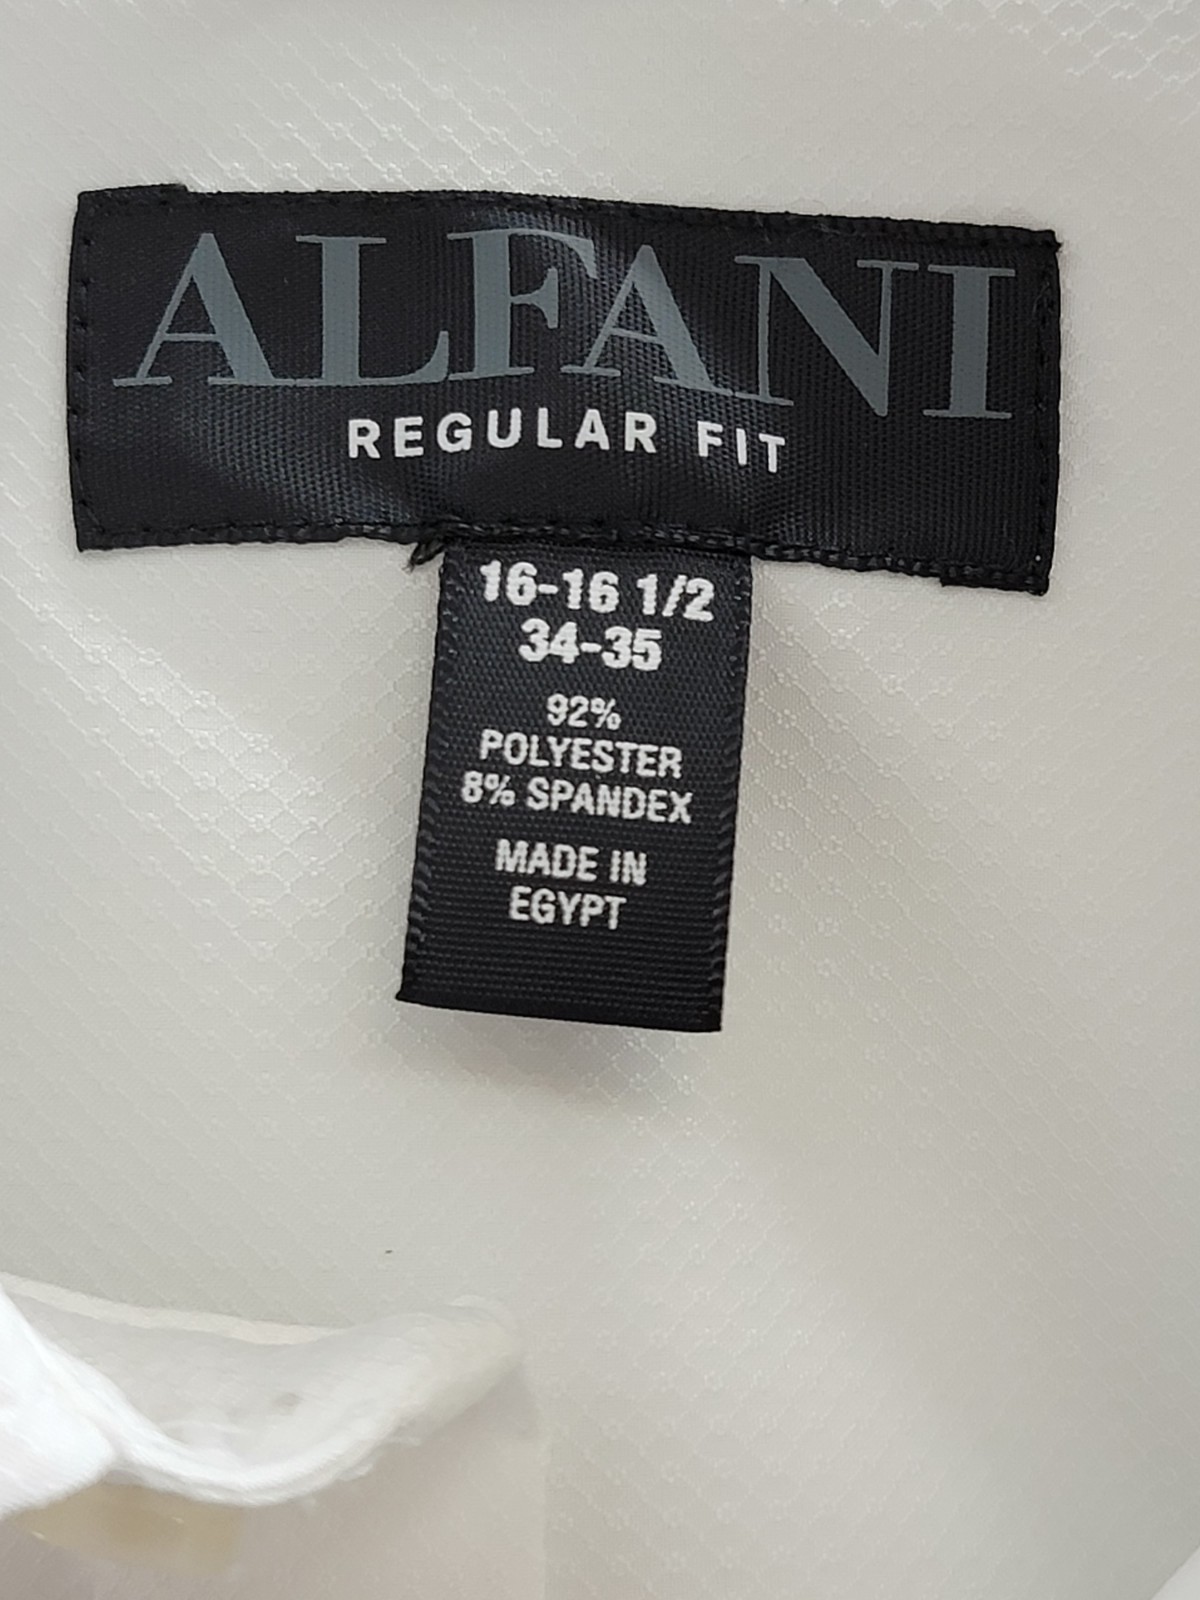 ALFANI
REGULAR FIT
16-16 1/2
34-35
92%
POLYESTER
8% SPANDEX
MADE IN
EGYPT